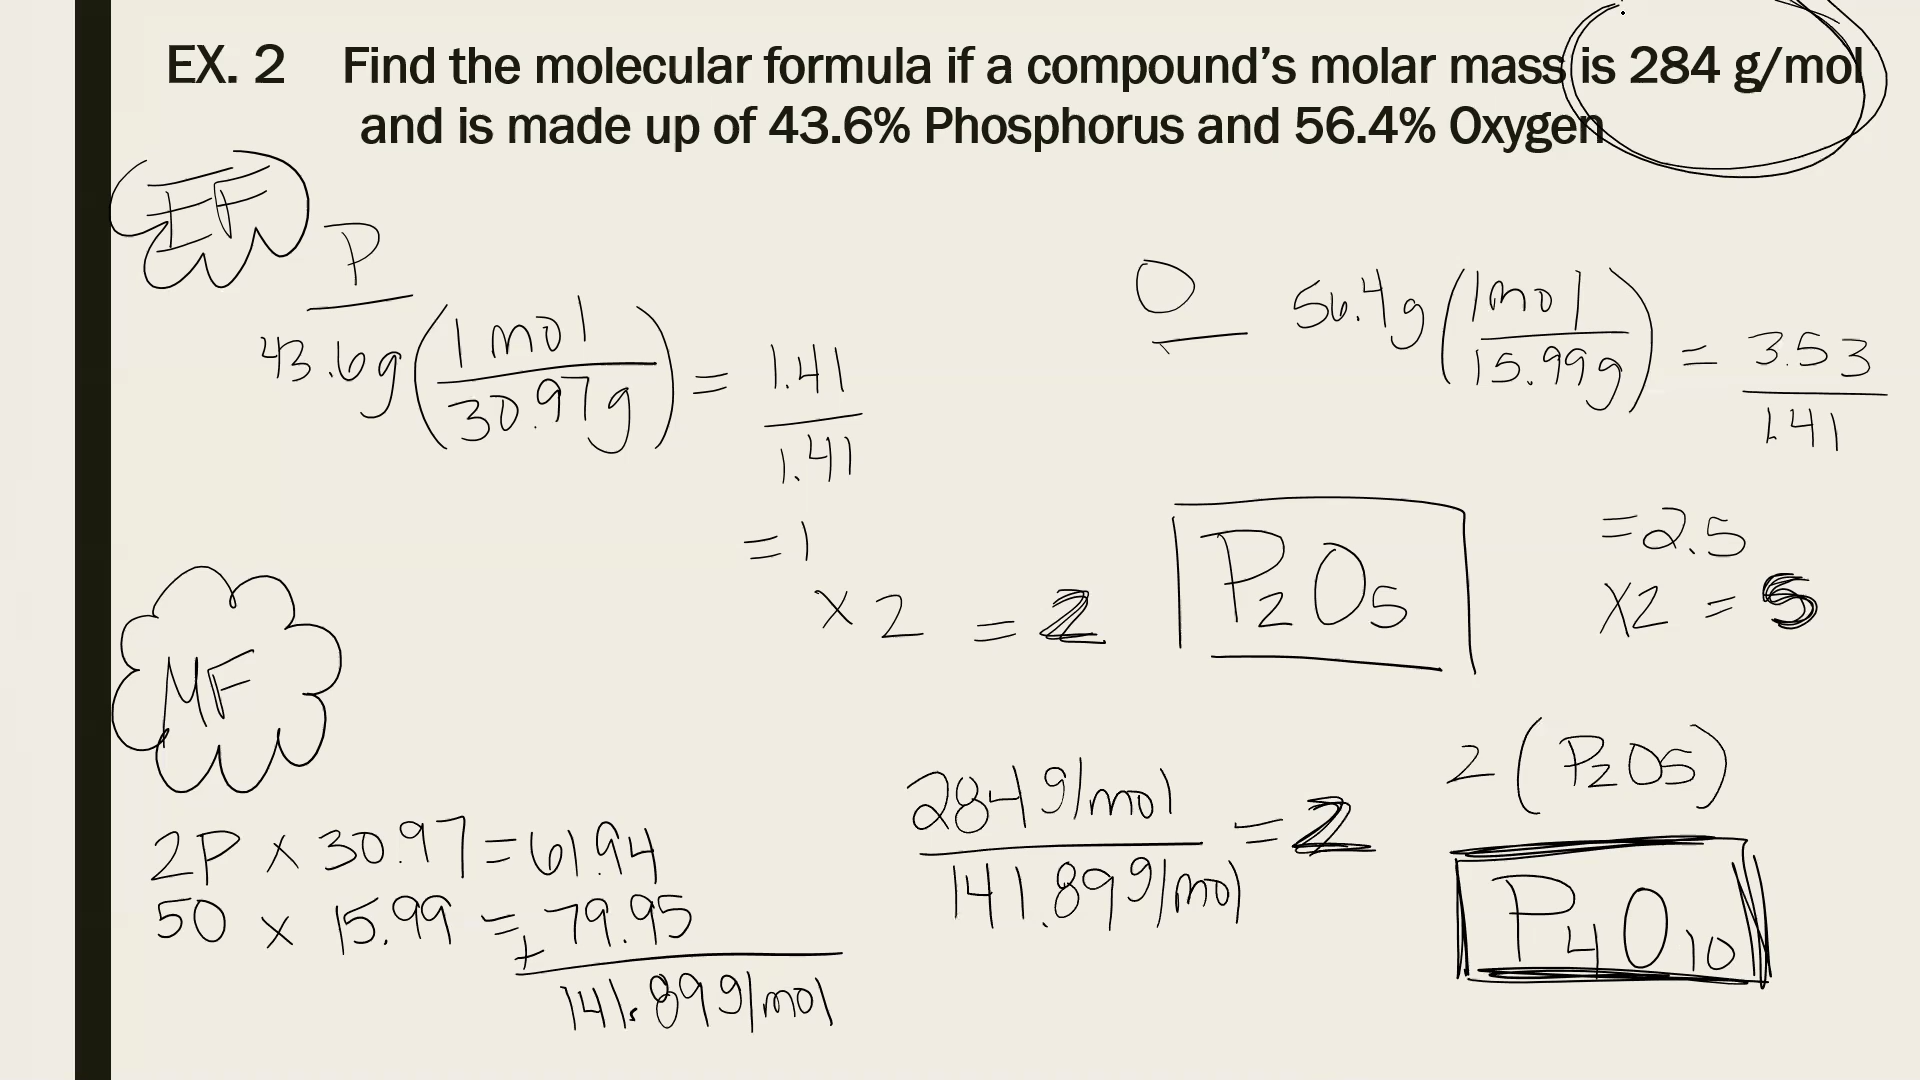 EX. 2 Find the molecular formula if a compound's molar mass is 284 g/mol
and is made up of 43.6% Phosphorus and 56.4% Oxygen
EF
P
43.6g (1 mol / 30.97g) = 1.41 / 1.41
= 1
x 2 = 2
O 56.4g (1mol / 15.99g) = 3.53 / 1.41
= 2.5
x2 = 5
P₂O₅
MF
2P x 30.97 = 61.94
5O x 15.99 = + 79.95
141.89 g/mol
284 g/mol / 141.89 g/mol = 2
2 (P₂O₅)
P₄O₁₀